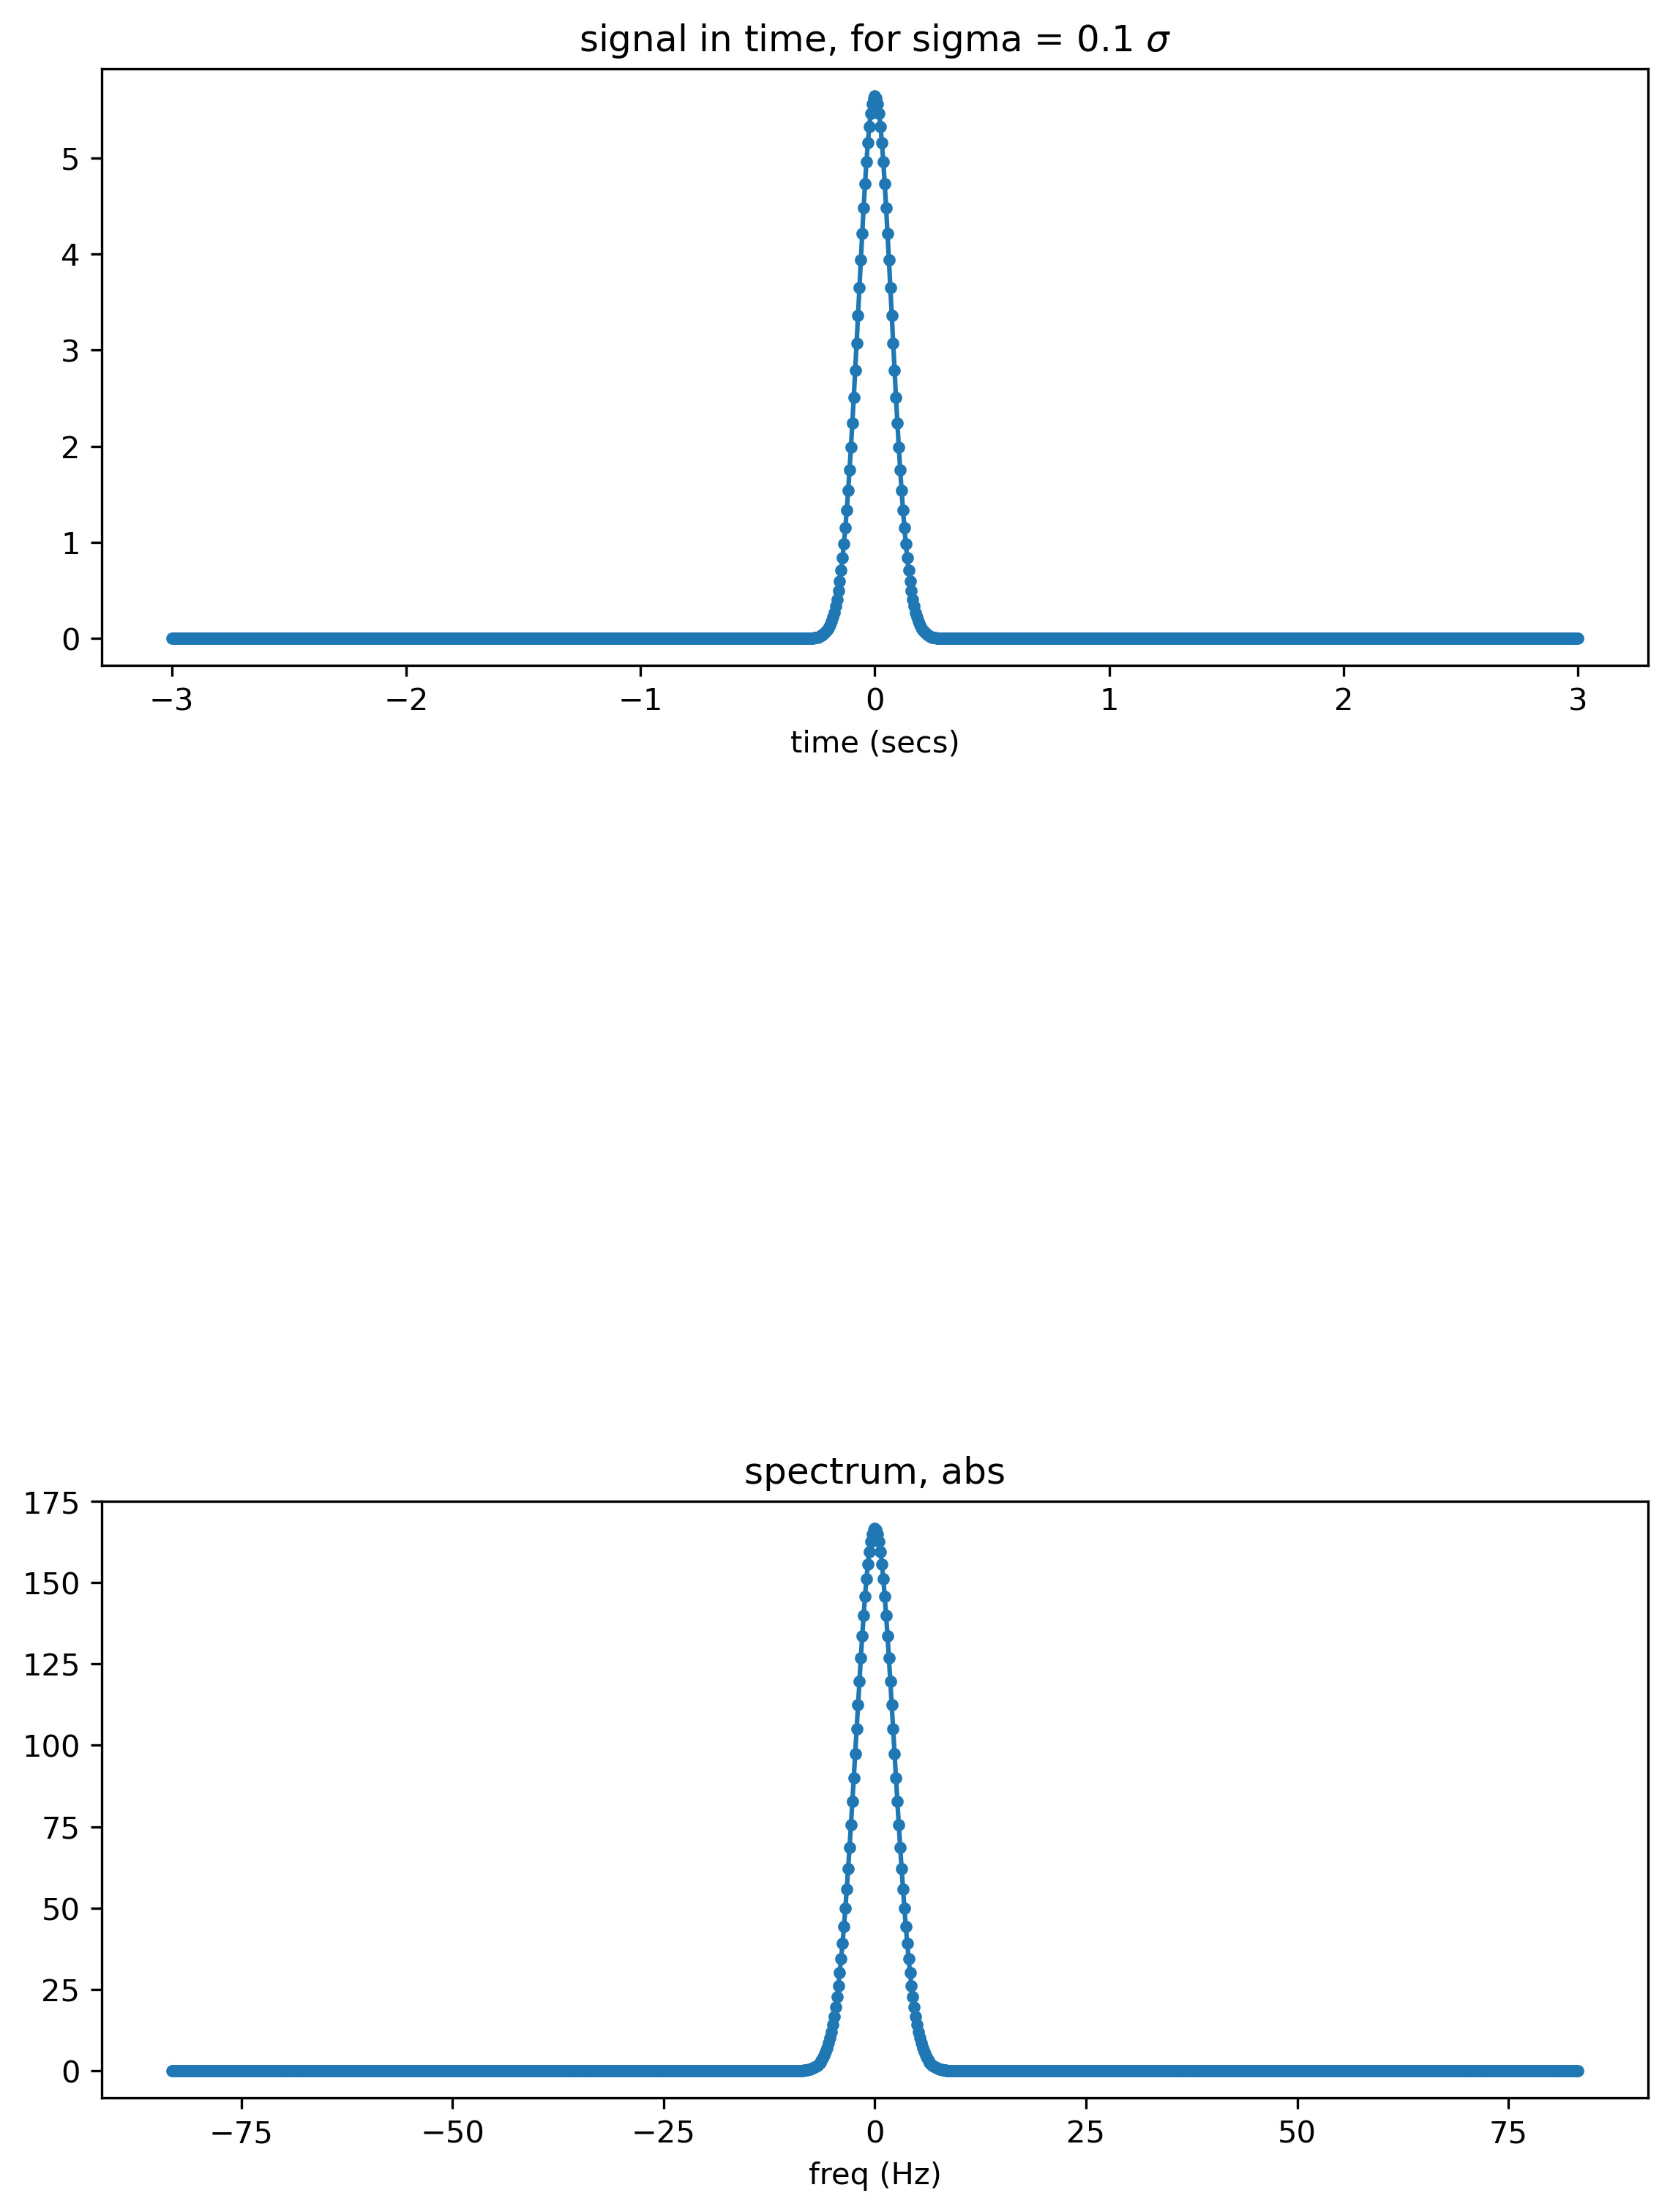 signal in time, for sigma = 0.1 σ
5
4
3
2
1
0
−3 −2 −1 0 1 2 3
time (secs)
spectrum, abs
175
150
125
100
75
50
25
0
−75 −50 −25 0 25 50 75
freq (Hz)